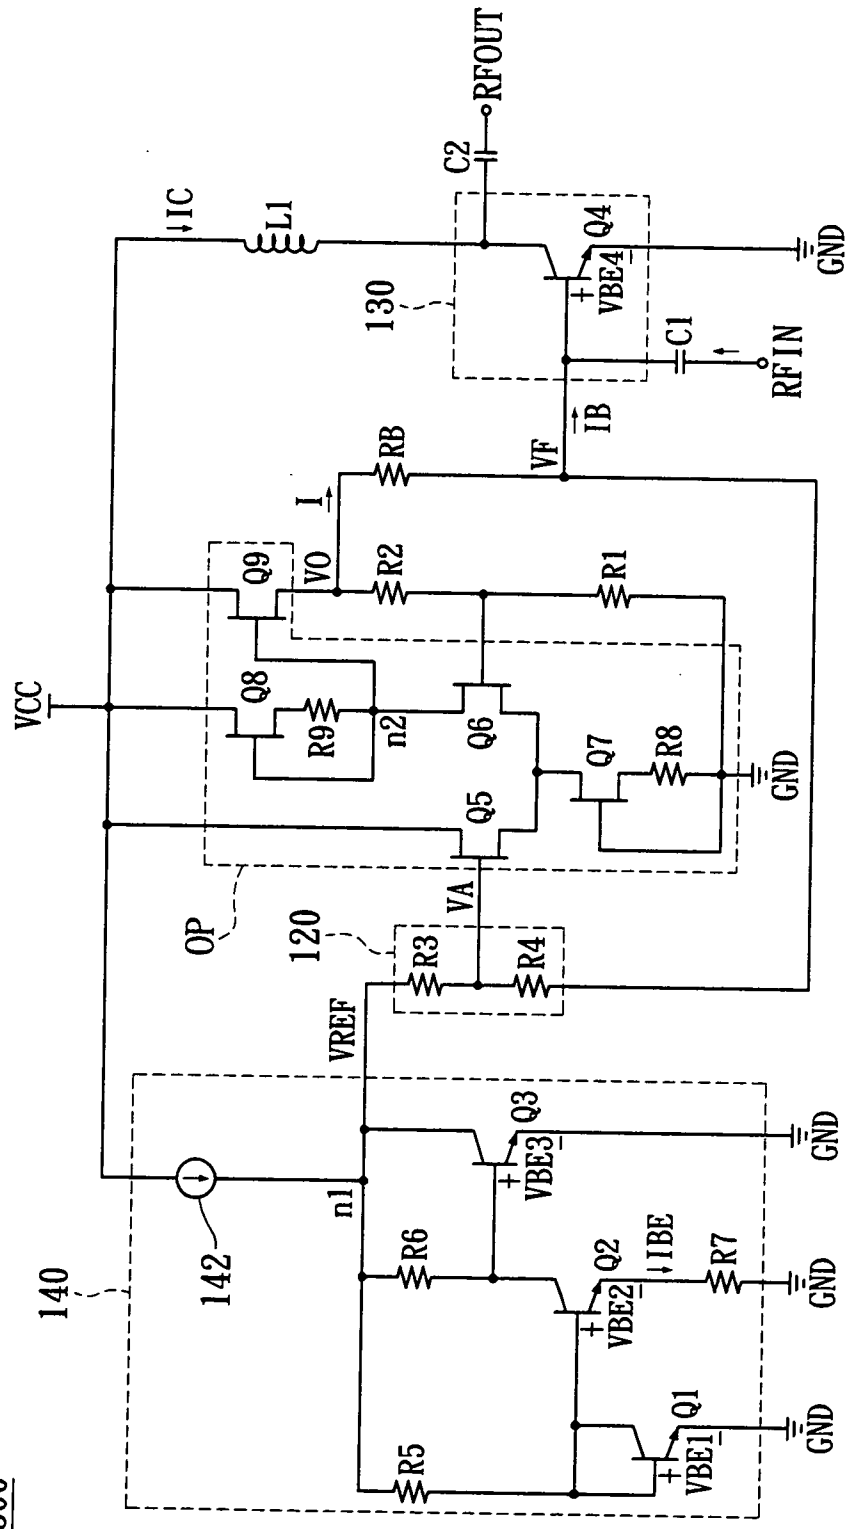 140
142
n1
VREF
R5
R6
Q1
+
VBE1
−
Q2
+
VBE2
−
IBE
R7
Q3
+
VBE3
−
GND
GND
GND
120
R3
R4
VA
OP
VCC
Q5
Q6
Q7
R8
GND
Q8
R9
n2
Q9
VO
I
R2
R1
RB
VF
IB
130
IC
L1
C2
RFOUT
Q4
+
VBE4
−
GND
C1
RFIN